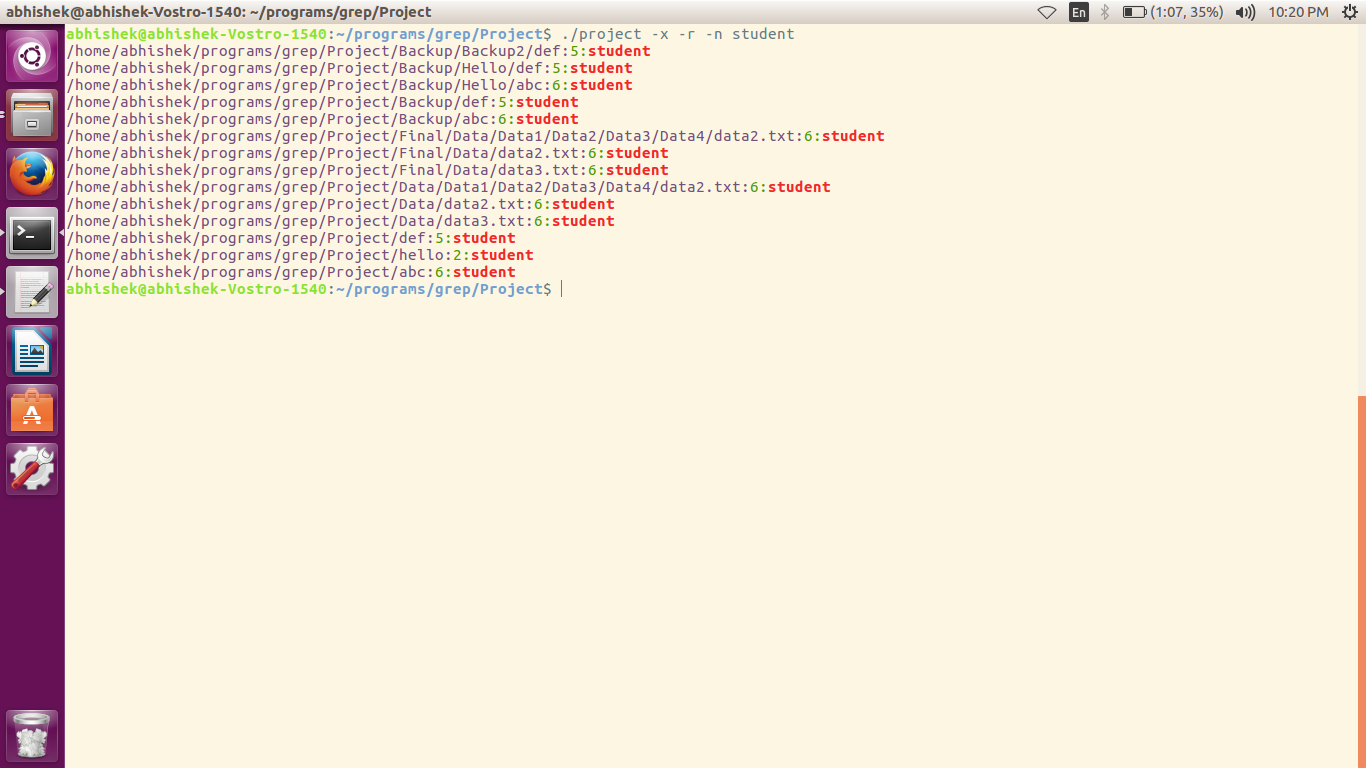 abhishek@abhishek-Vostro-1540: ~/programs/grep/Project
En
(1:07, 35%)
10:20 PM
abhishek@abhishek-Vostro-1540:~/programs/grep/Project$ ./project -x -r -n student
/home/abhishek/programs/grep/Project/Backup/Backup2/def:5:student
/home/abhishek/programs/grep/Project/Backup/Hello/def:5:student
/home/abhishek/programs/grep/Project/Backup/Hello/abc:6:student
/home/abhishek/programs/grep/Project/Backup/def:5:student
/home/abhishek/programs/grep/Project/Backup/abc:6:student
/home/abhishek/programs/grep/Project/Final/Data/Data1/Data2/Data3/Data4/data2.txt:6:student
/home/abhishek/programs/grep/Project/Final/Data/data2.txt:6:student
/home/abhishek/programs/grep/Project/Final/Data/data3.txt:6:student
/home/abhishek/programs/grep/Project/Data/Data1/Data2/Data3/Data4/data2.txt:6:student
/home/abhishek/programs/grep/Project/Data/data2.txt:6:student
/home/abhishek/programs/grep/Project/Data/data3.txt:6:student
/home/abhishek/programs/grep/Project/def:5:student
/home/abhishek/programs/grep/Project/hello:2:student
/home/abhishek/programs/grep/Project/abc:6:student
abhishek@abhishek-Vostro-1540:~/programs/grep/Project$